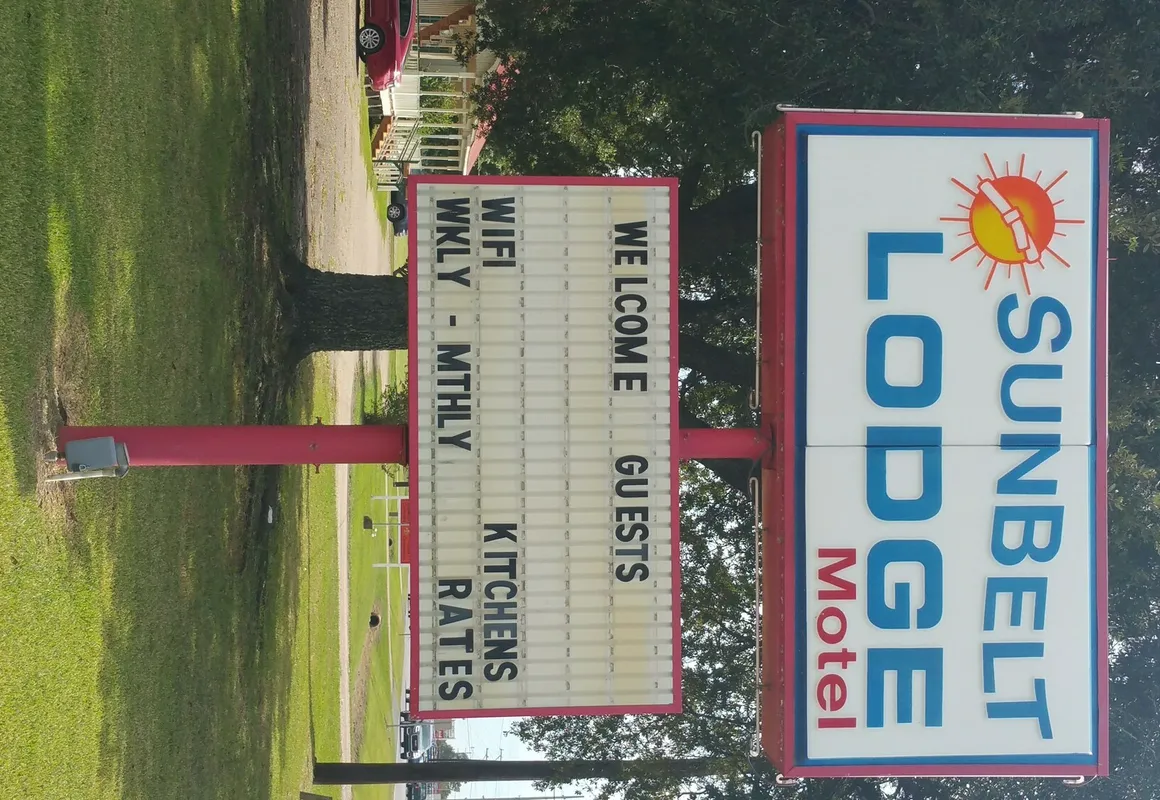 SUNBELT
LODGE
Motel
WELCOME GUESTS
WIFI KITCHENS
WKLY - MTHLY RATES